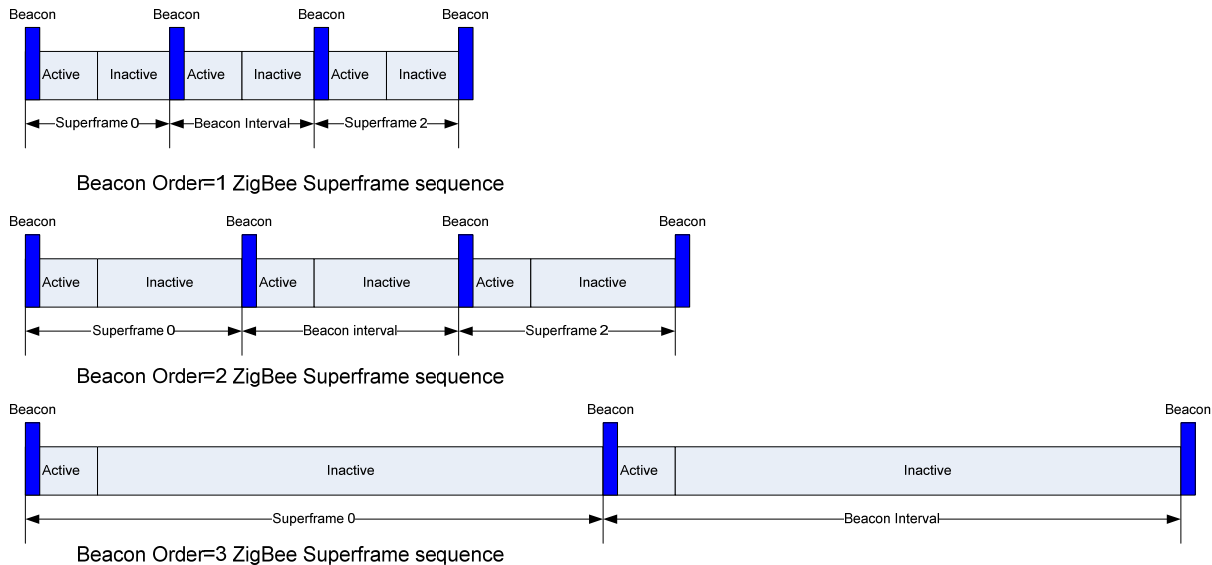 Beacon Beacon Beacon Beacon
Active Inactive Active Inactive Active Inactive
Superframe 0 Beacon Interval Superframe 2
Beacon Order=1 ZigBee Superframe sequence
Beacon Beacon Beacon Beacon
Active Inactive Active Inactive Active Inactive
Superframe 0 Beacon interval Superframe 2
Beacon Order=2 ZigBee Superframe sequence
Beacon Beacon Beacon
Active Inactive Active Inactive
Superframe 0 Beacon Interval
Beacon Order=3 ZigBee Superframe sequence